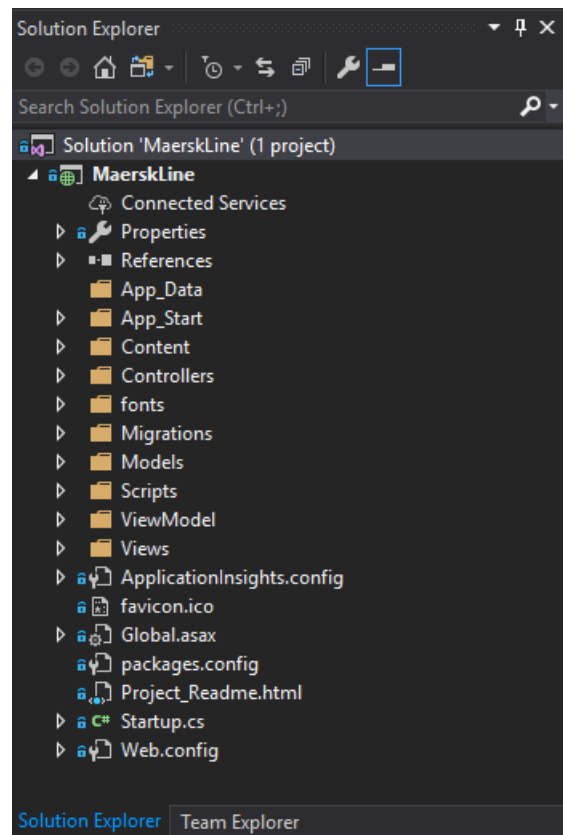 Solution Explorer
Search Solution Explorer (Ctrl+;)
Solution 'MaerskLine' (1 project)
MaerskLine
Connected Services
Properties
References
App_Data
App_Start
Content
Controllers
fonts
Migrations
Models
Scripts
ViewModel
Views
ApplicationInsights.config
favicon.ico
Global.asax
packages.config
Project_Readme.html
C# Startup.cs
Web.config
Solution Explorer Team Explorer